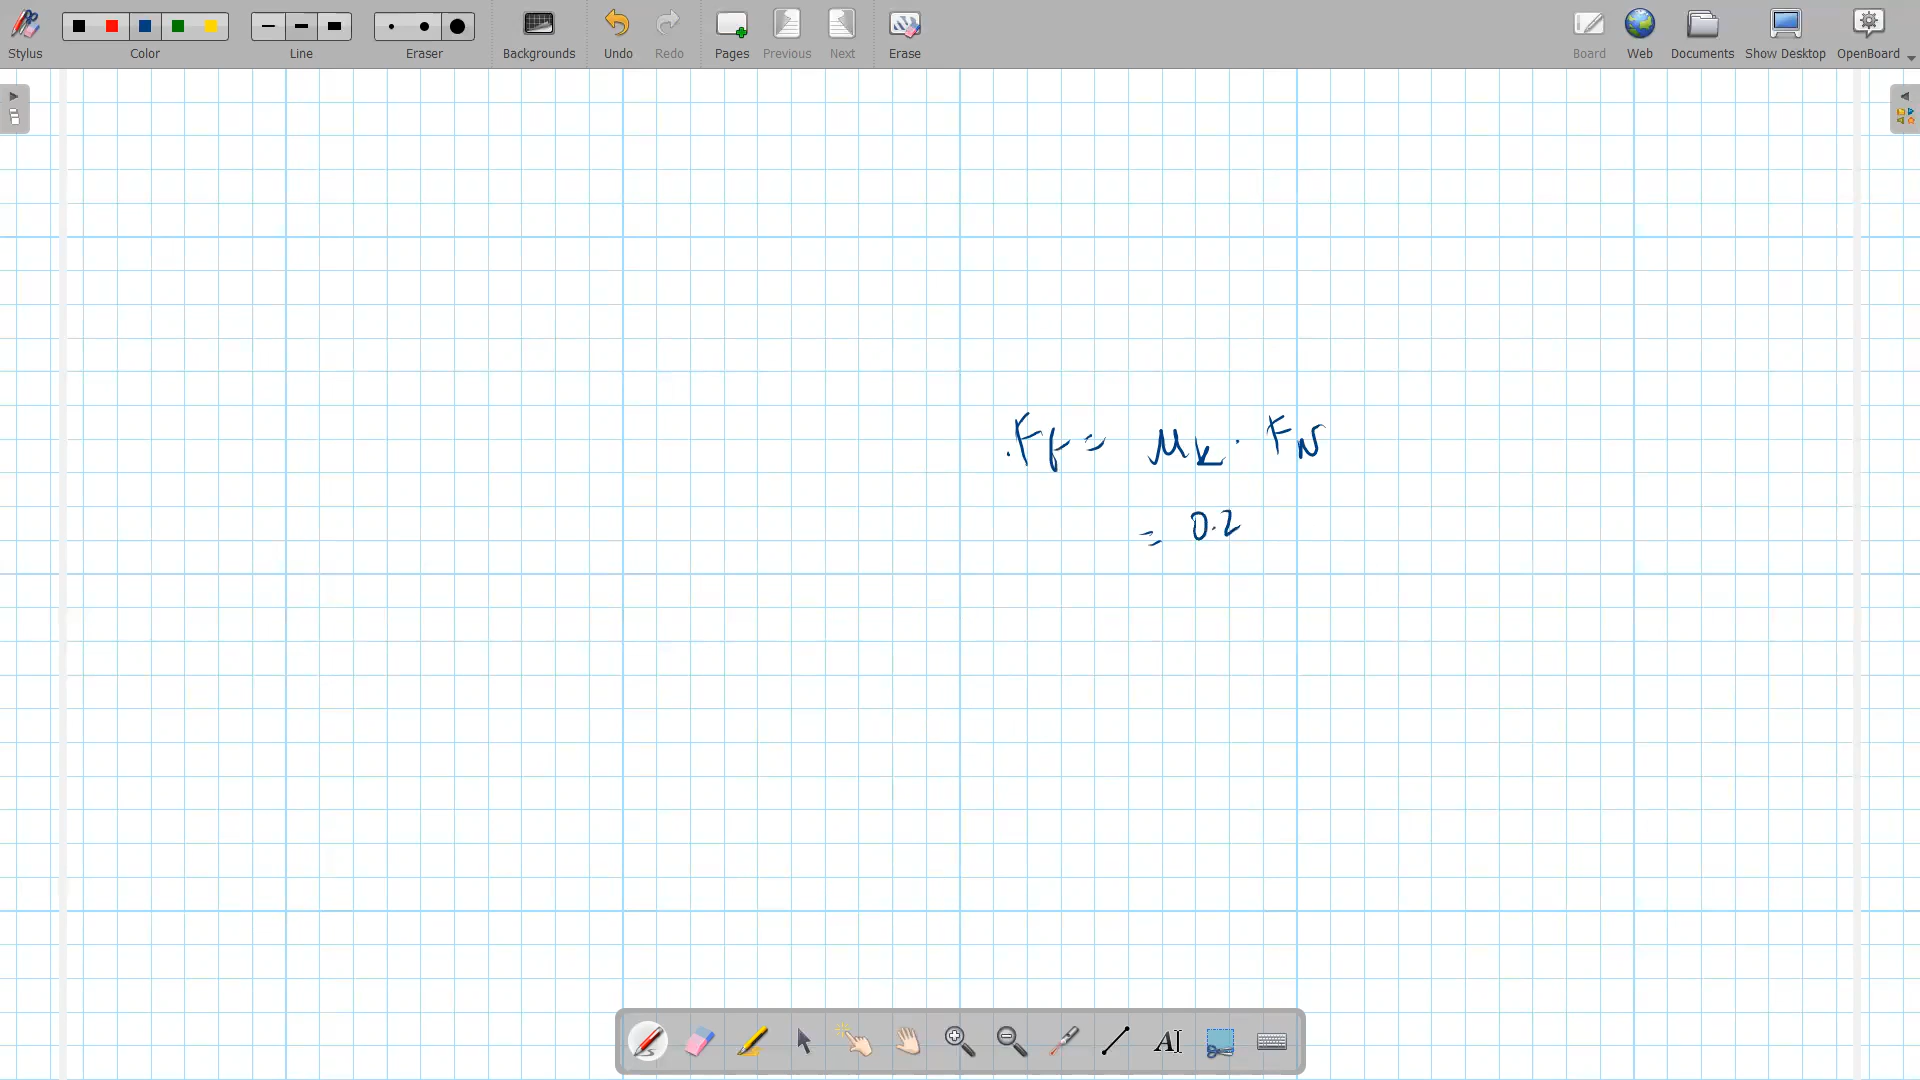 Stylus Color Line Eraser Backgrounds Undo Redo Pages Previous Next Erase Board Web Documents Show Desktop OpenBoard
.Ff = μk · FN
= 0.2